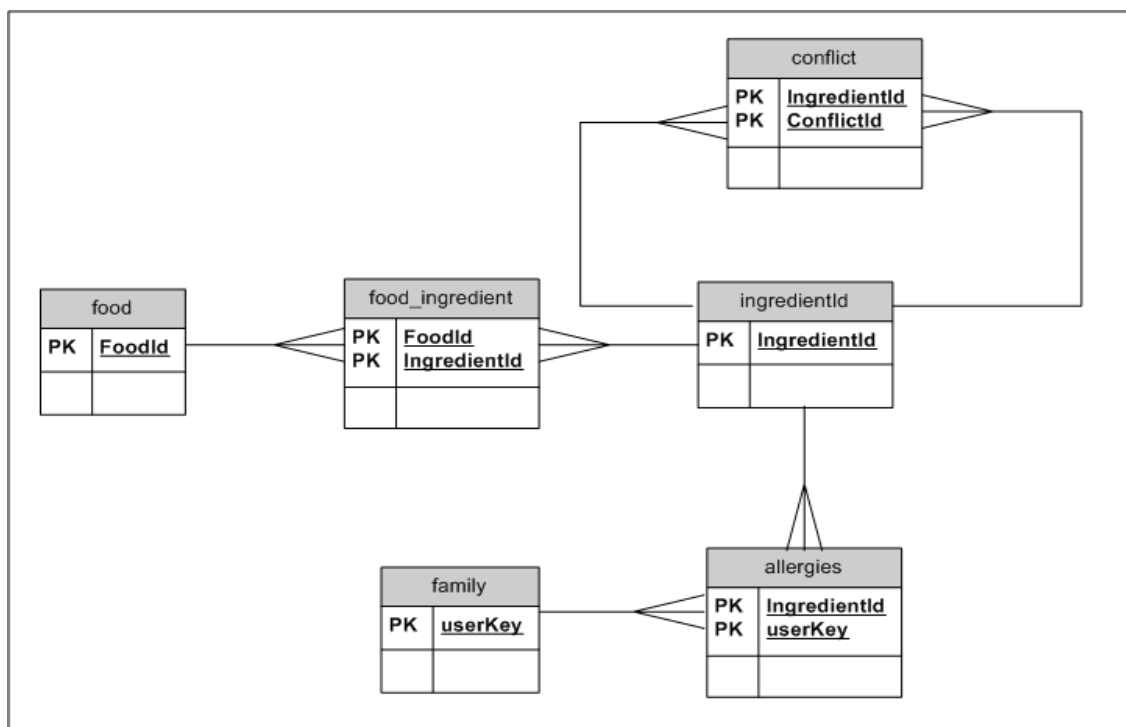 conflict
PK IngredientId
PK ConflictId
food
PK FoodId
food_ingredient
PK FoodId
PK IngredientId
ingredientId
PK IngredientId
family
PK userKey
allergies
PK IngredientId
PK userKey